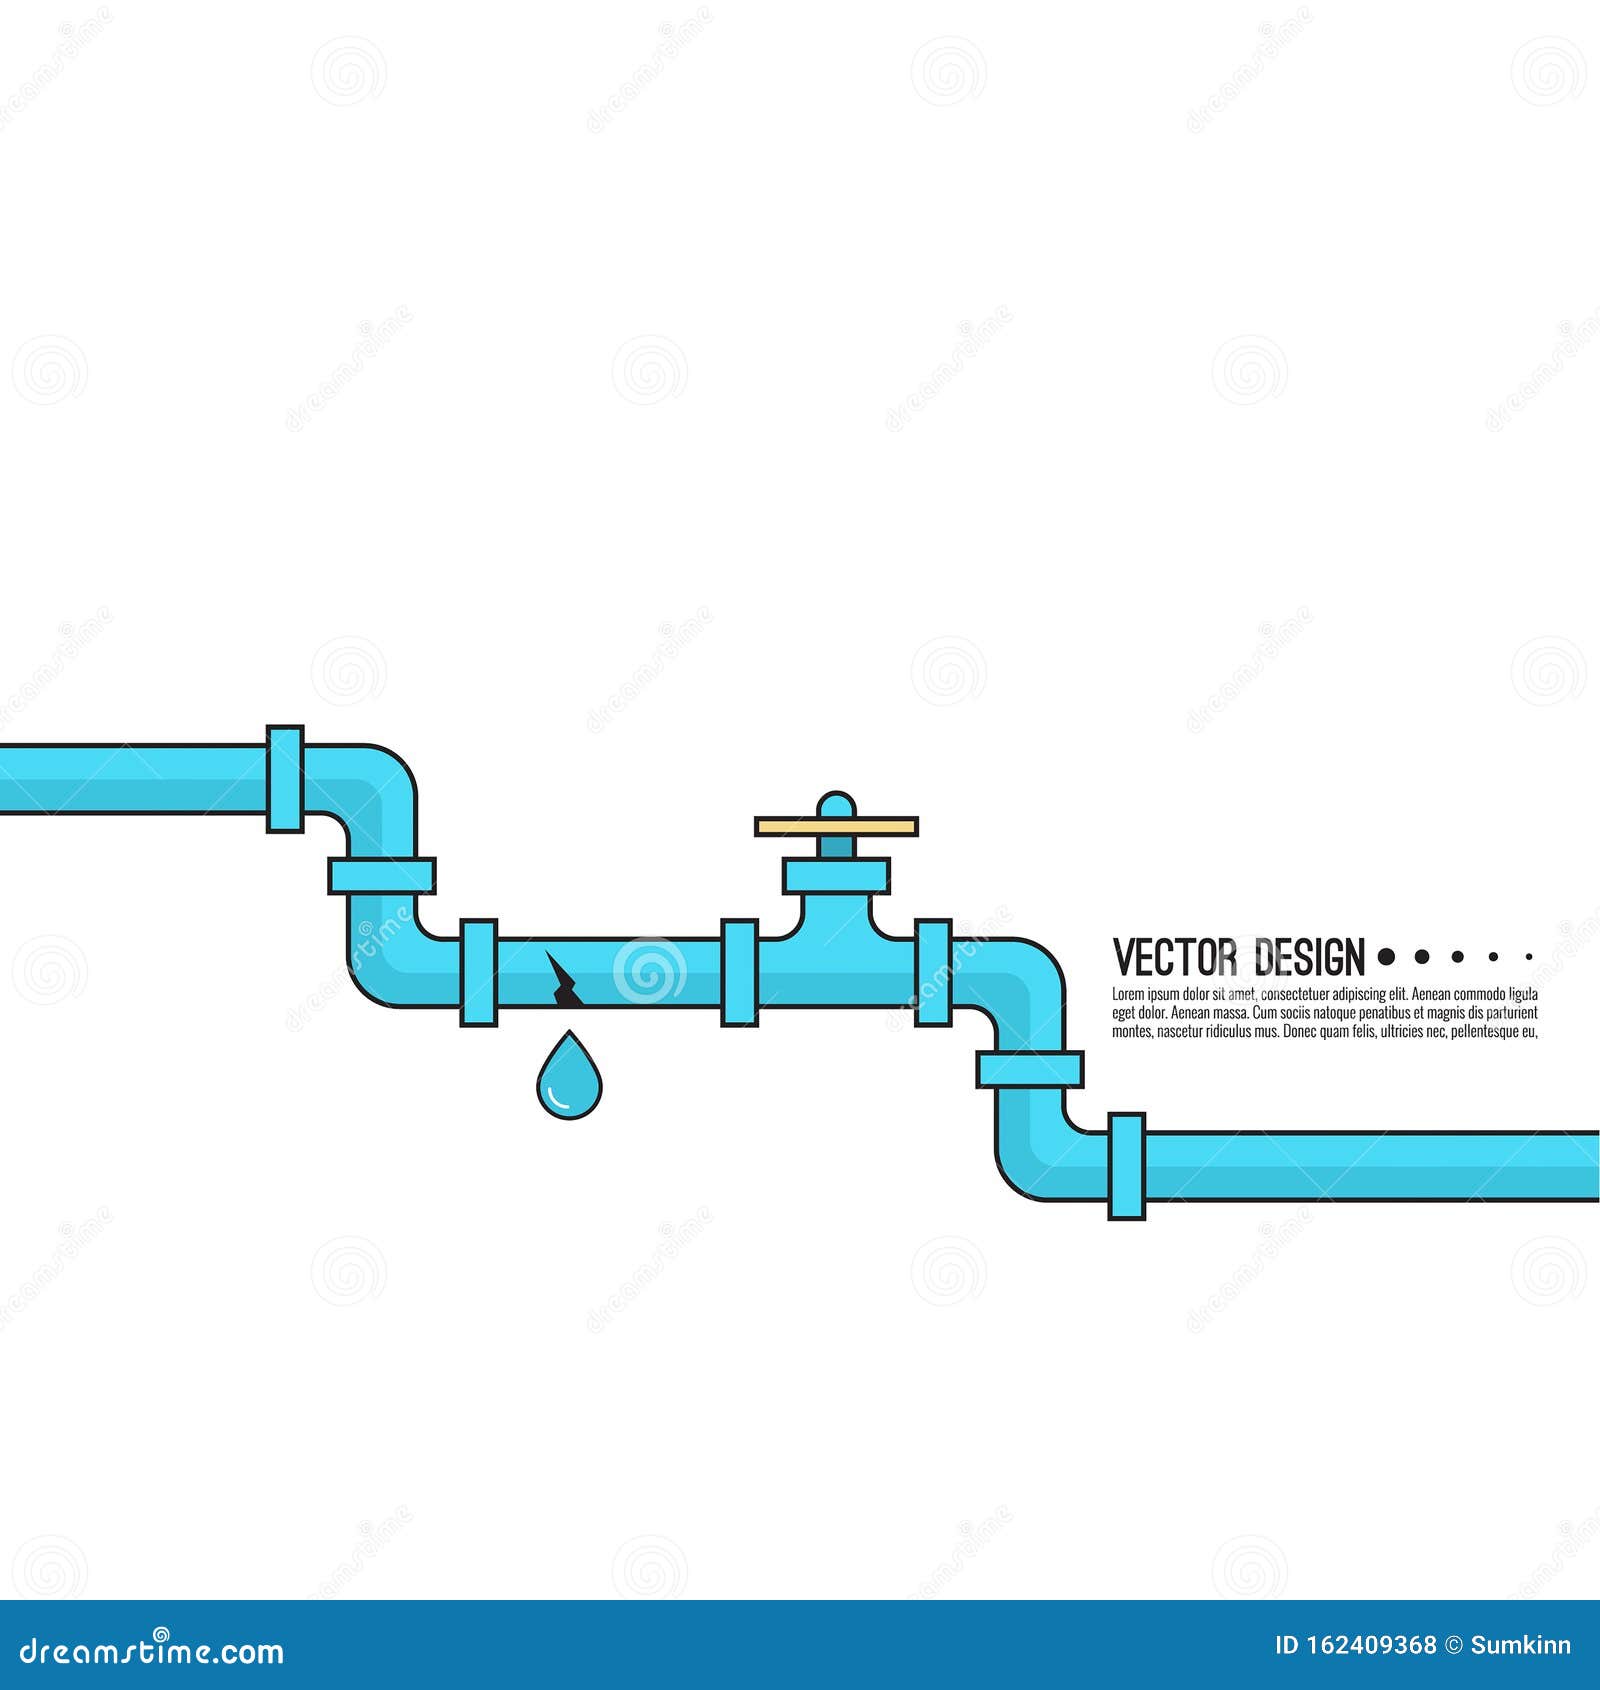 VECTOR DESIGN
Lorem ipsum dolor sit amet, consectetuer adipiscing elit. Aenean commodo ligula
eget dolor. Aenean massa. Cum sociis natoque penatibus et magnis dis parturient
montes, nascetur ridiculus mus. Donec quam felis, ultricies nec, pellentesque eu,
dreamstime.com
ID 162409368 © Sumkinn